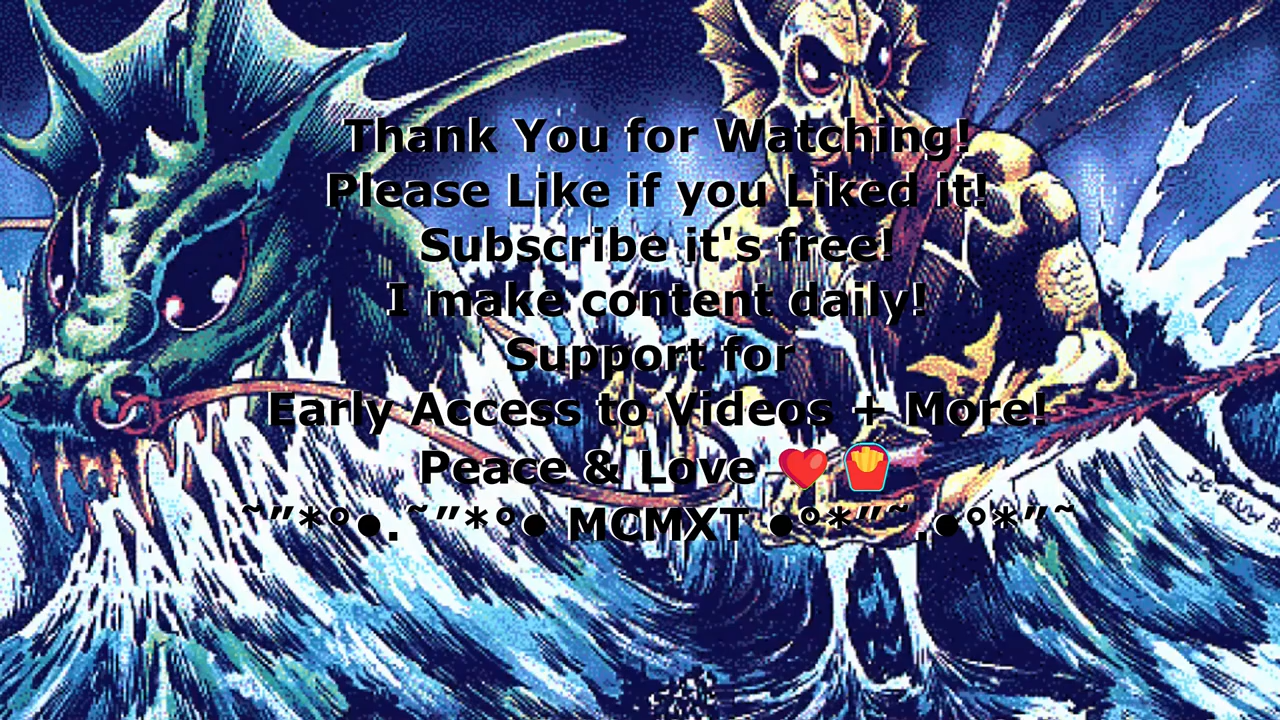 Thank You for Watching!
Please Like if you Liked it!
Subscribe it's free!
I make content daily!
Support for
Early Access to Videos + More!
Peace & Love ❤️🍟
˜”*°●.˜”*°● MCMXT ●°*”˜.●°*”˜